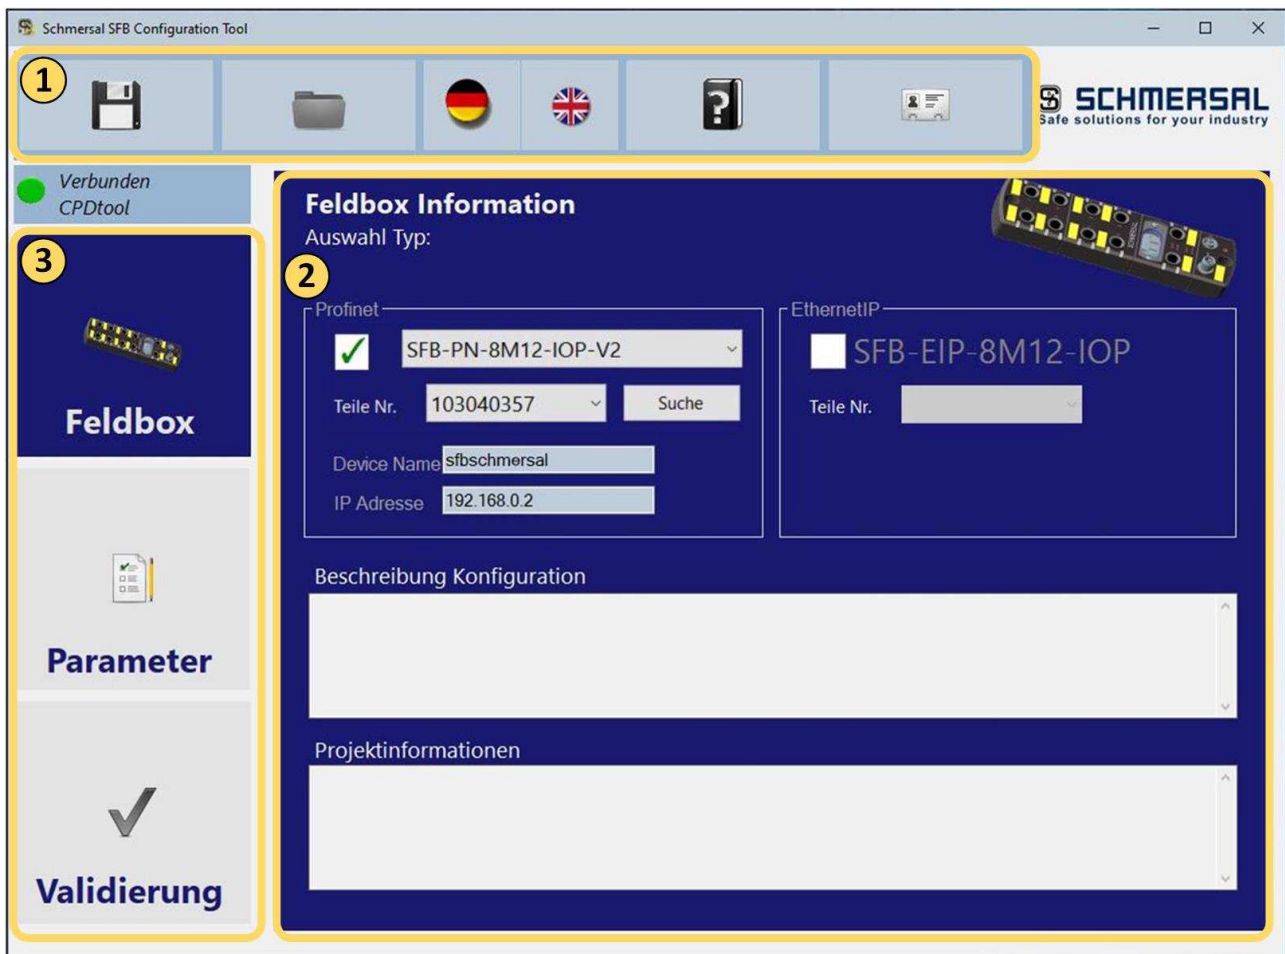 Schmersal SFB Configuration Tool
1
?
SCHMERSAL
Safe solutions for your industry
Verbunden
CPDtool
3
Feldbox
Parameter
Validierung
Feldbox Information
Auswahl Typ:
2
Profinet
SFB-PN-8M12-IOP-V2
Teile Nr. 103040357 Suche
Device Name sfbschmersal
IP Adresse 192.168.0.2
EthernetIP
SFB-EIP-8M12-IOP
Teile Nr.
Beschreibung Konfiguration
Projektinformationen